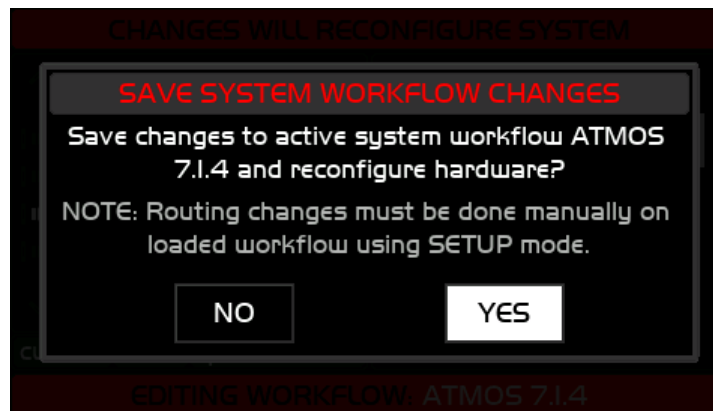 CHANGES WILL RECONFIGURE SYSTEM
SAVE SYSTEM WORKFLOW CHANGES
Save changes to active system workflow ATMOS
7.1.4 and reconfigure hardware?
NOTE: Routing changes must be done manually on
loaded workflow using SETUP mode.
NO
YES
EDITING WORKFLOW: ATMOS 7.1.4